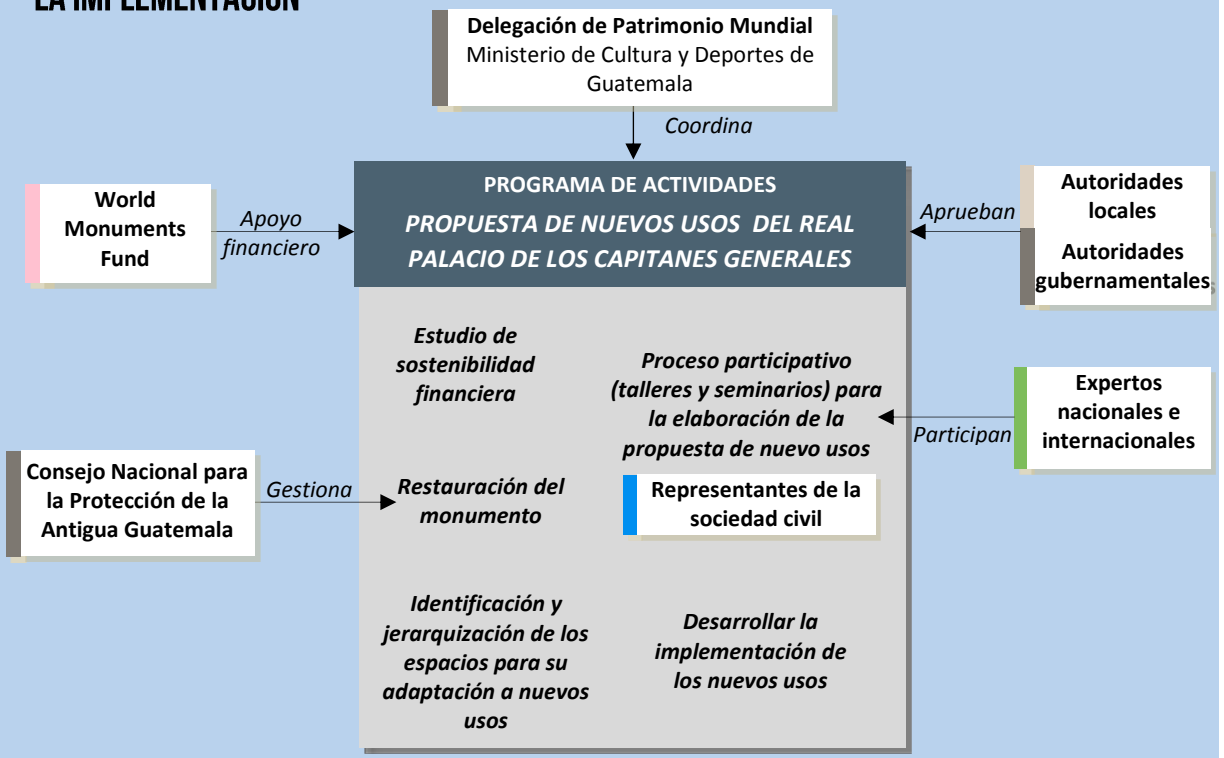 LA IMPLEMENTACIÓN
Delegación de Patrimonio Mundial
Ministerio de Cultura y Deportes de
Guatemala
Coordina
World
Monuments
Fund
Apoyo
financiero
PROGRAMA DE ACTIVIDADES
PROPUESTA DE NUEVOS USOS DEL REAL
PALACIO DE LOS CAPITANES GENERALES
Aprueban
Autoridades
locales
Autoridades
gubernamentales
Estudio de
sostenibilidad
financiera
Proceso participativo
(talleres y seminarios) para
la elaboración de la
propuesta de nuevo usos
Participan
Expertos
nacionales e
internacionales
Consejo Nacional para
la Protección de la
Antigua Guatemala
Gestiona
Restauración del
monumento
Representantes de la
sociedad civil
Identificación y
jerarquización de los
espacios para su
adaptación a nuevos
usos
Desarrollar la
implementación de
los nuevos usos